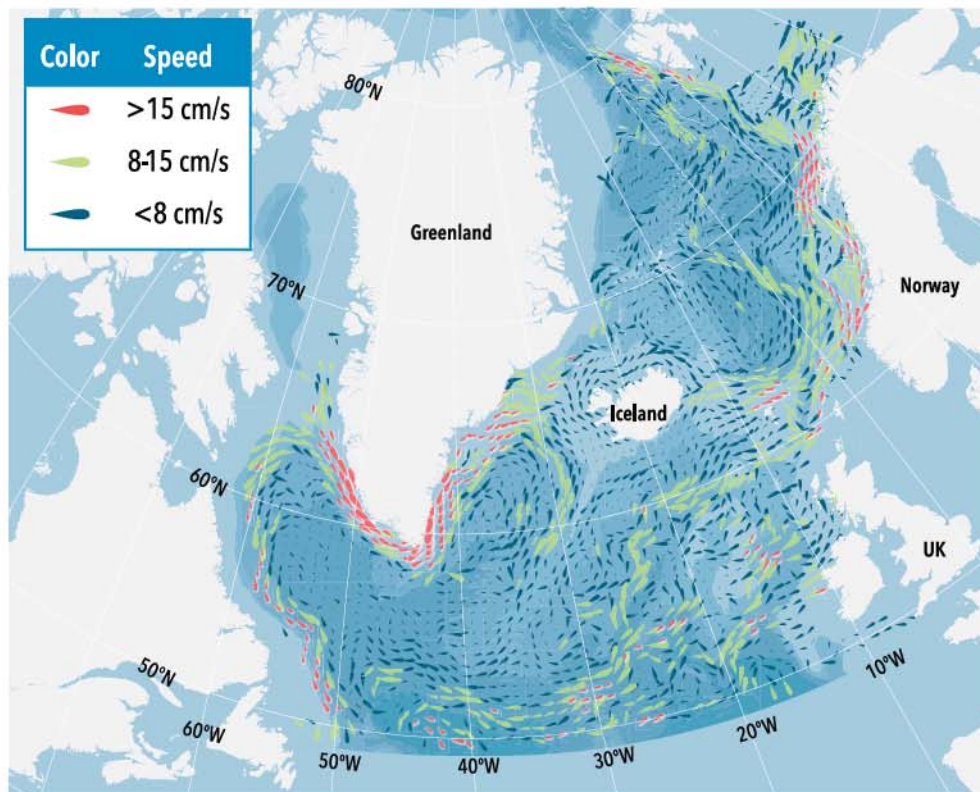 Color Speed
>15 cm/s
8-15 cm/s
<8 cm/s
80°N
Greenland
70°N
Norway
Iceland
60°N
UK
50°N
10°W
60°W
20°W
50°W
30°W
40°W